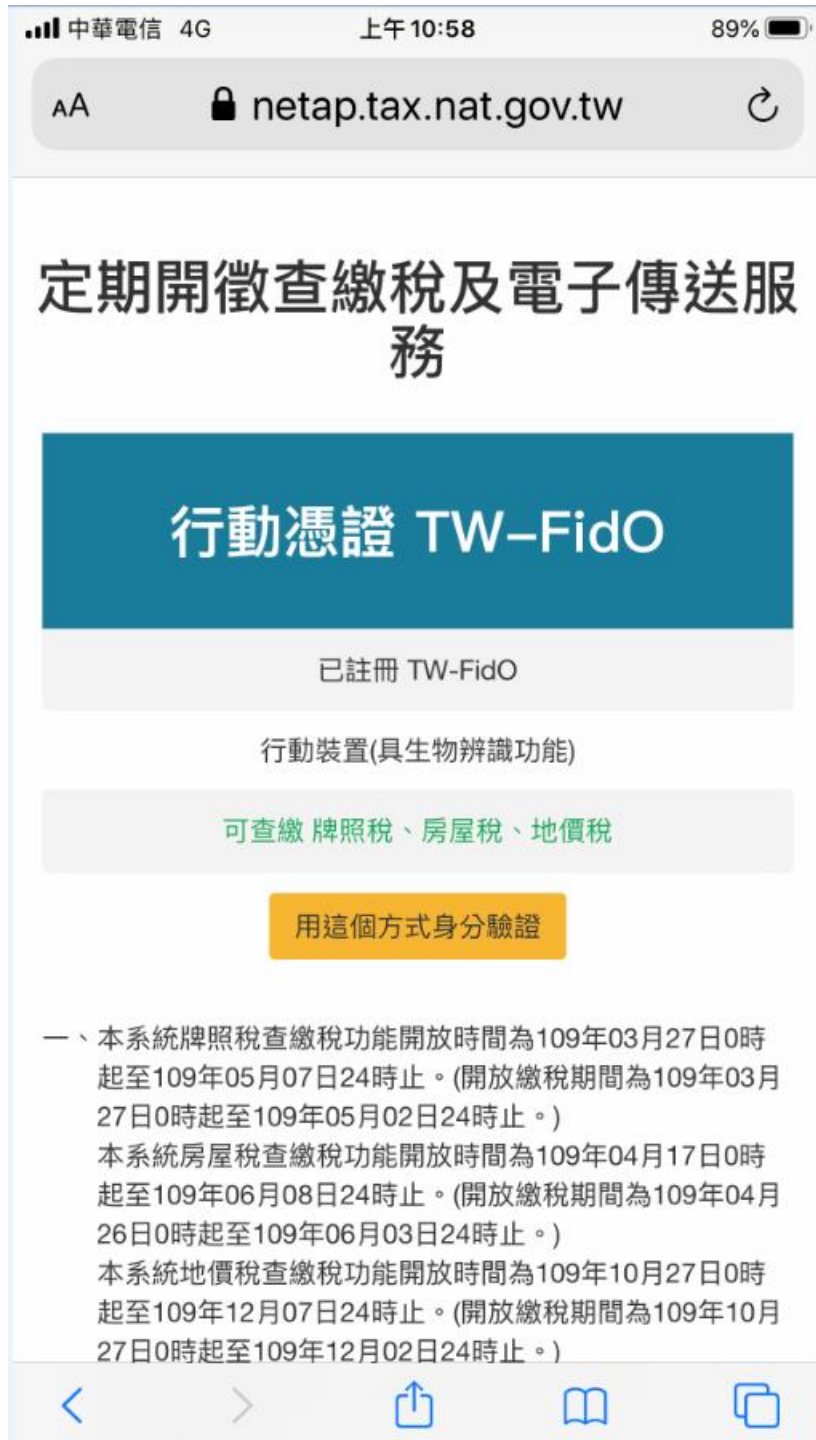 中華電信 4G 上午10:58 89%
AA netap.tax.nat.gov.tw
定期開徵查繳稅及電子傳送服
務
行動憑證 TW-FidO
已註冊 TW-FidO
行動裝置(具生物辨識功能)
可查繳 牌照稅、房屋稅、地價稅
用這個方式身分驗證
一、本系統牌照稅查繳稅功能開放時間為109年03月27日0時
起至109年05月07日24時止。(開放繳稅期間為109年03月
27日0時起至109年05月02日24時止。)
本系統房屋稅查繳稅功能開放時間為109年04月17日0時
起至109年06月08日24時止。(開放繳稅期間為109年04月
26日0時起至109年06月03日24時止。)
本系統地價稅查繳稅功能開放時間為109年10月27日0時
起至109年12月07日24時止。(開放繳稅期間為109年10月
27日0時起至109年12月02日24時止。)